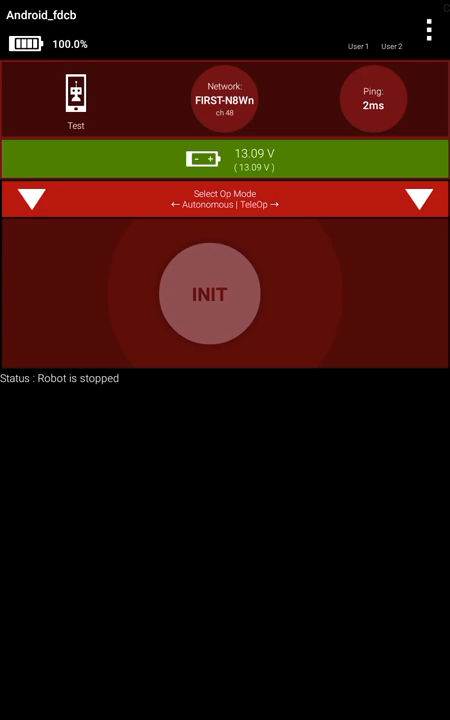 Android_fdcb
100.0%
User 1 User 2
Network:
FIRST-N8Wn
ch 48
Test
Ping:
2ms
13.09 V
( 13.09 V )
Select Op Mode
← Autonomous | TeleOp →
INIT
Status : Robot is stopped